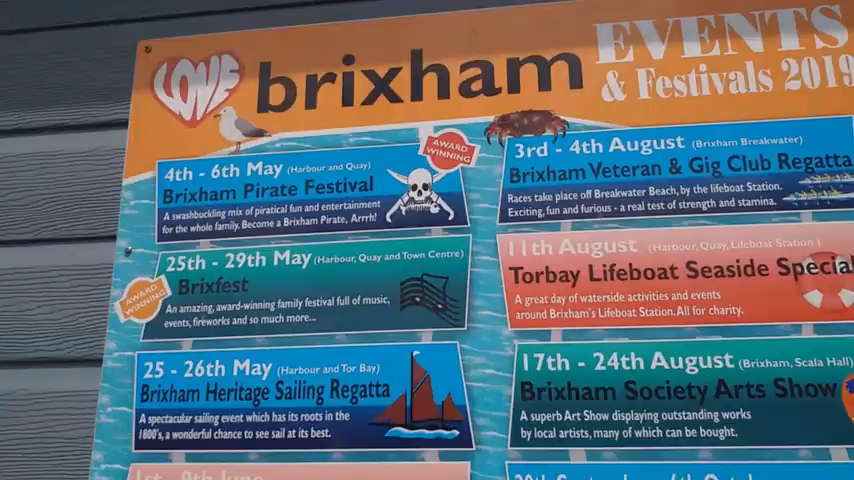 LOVE brixham EVENTS
& Festivals 2019
4th - 6th May (Harbour and Quay)
Brixham Pirate Festival
A swashbuckling mix of piratical fun and entertainment
for the whole family. Become a Brixham Pirate, Arrrh!
AWARD
WINNING
25th - 29th May (Harbour, Quay and Town Centre)
Brixfest
An amazing, award-winning family festival full of music,
events, fireworks and so much more...
AWARD
WINNING
25 - 26th May (Harbour and Tor Bay)
Brixham Heritage Sailing Regatta
A spectacular sailing event which has its roots in the
1800's, a wonderful chance to see sail at its best.
1st - 9th June
3rd - 4th August (Brixham Breakwater)
Brixham Veteran & Gig Club Regatta
Races take place off Breakwater Beach, by the lifeboat Station.
Exciting, fun and furious - a real test of strength and stamina.
11th August (Harbour, Quay, Lifeboat Station)
Torbay Lifeboat Seaside Special
A great day of waterside activities and events
around Brixham's Lifeboat Station. All for charity.
17th - 24th August (Brixham, Scala Hall)
Brixham Society Arts Show
A superb Art Show displaying outstanding works
by local artists, many of which can be bought.